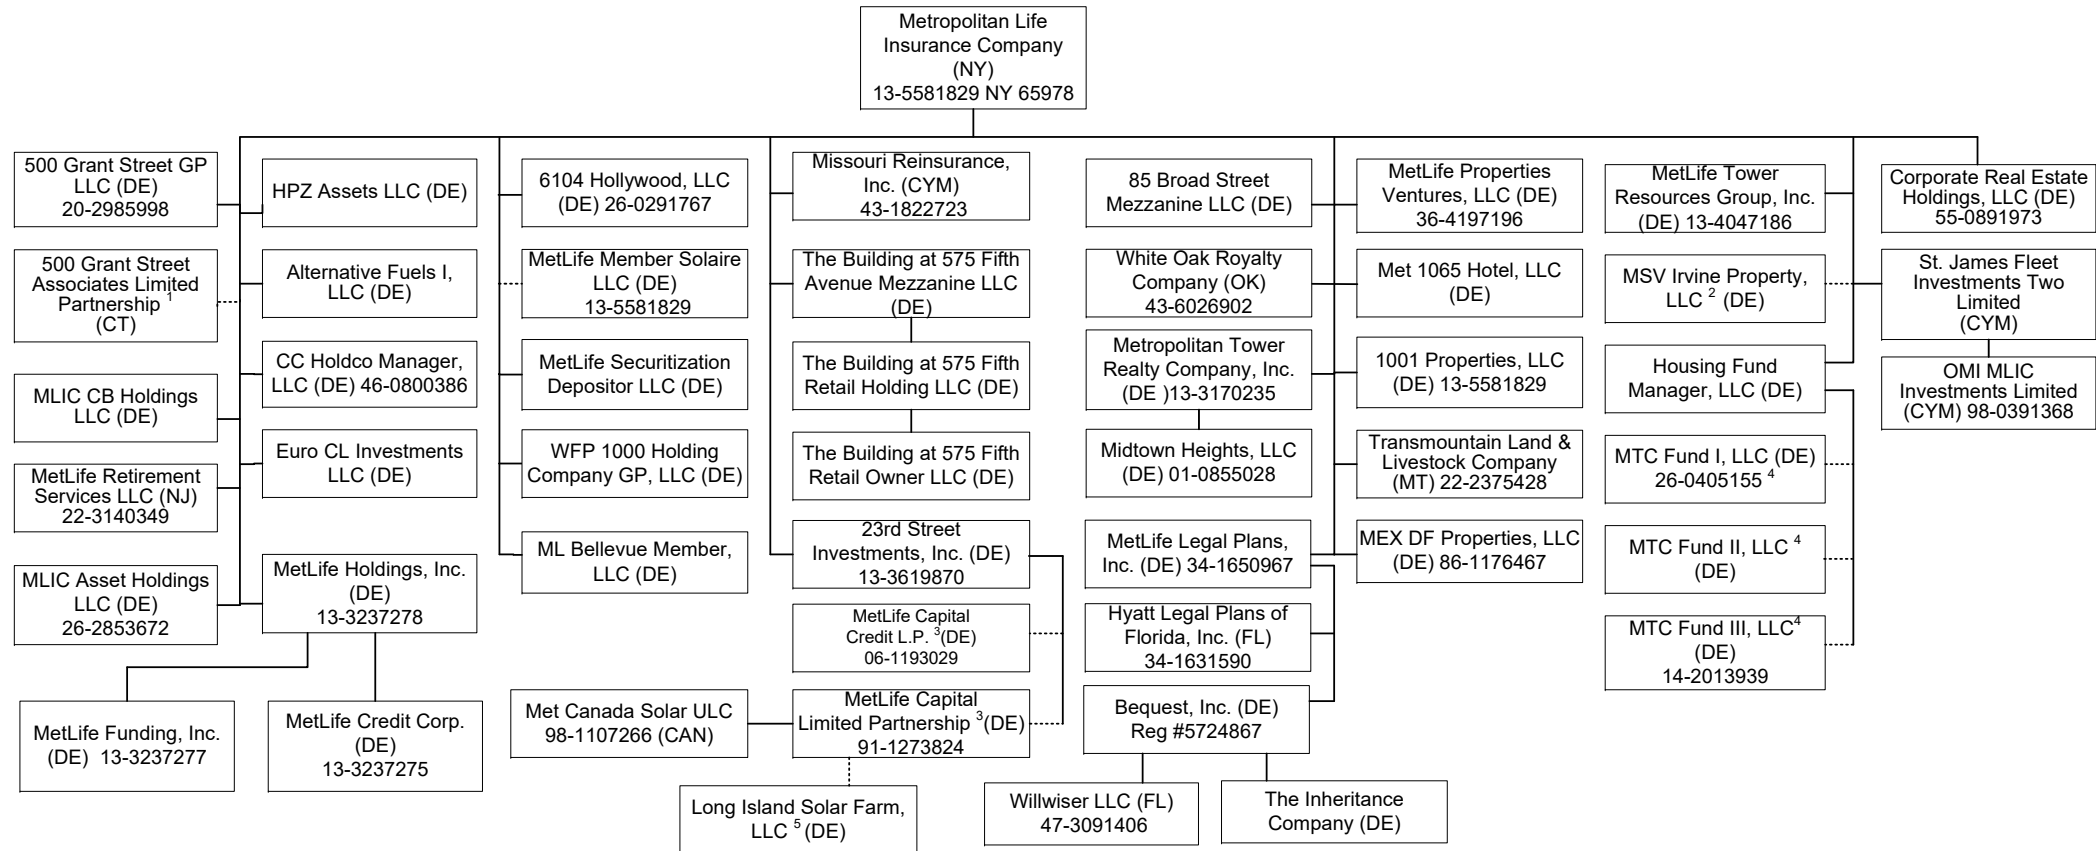 Metropolitan Life
Insurance Company
(NY)
13-5581829 NY 65978
500 Grant Street GP
LLC (DE)
20-2985998
500 Grant Street
Associates Limited
Partnership ¹
(CT)
MLIC CB Holdings
LLC (DE)
MetLife Retirement
Services LLC (NJ)
22-3140349
MLIC Asset Holdings
LLC (DE)
26-2853672
HPZ Assets LLC (DE)
Alternative Fuels I,
LLC (DE)
CC Holdco Manager,
LLC (DE) 46-0800386
Euro CL Investments
LLC (DE)
MetLife Holdings, Inc.
(DE)
13-3237278
MetLife Funding, Inc.
(DE) 13-3237277
MetLife Credit Corp.
(DE)
13-3237275
6104 Hollywood, LLC
(DE) 26-0291767
MetLife Member Solaire
LLC (DE)
13-5581829
MetLife Securitization
Depositor LLC (DE)
WFP 1000 Holding
Company GP, LLC (DE)
ML Bellevue Member,
LLC (DE)
Missouri Reinsurance,
Inc. (CYM)
43-1822723
The Building at 575 Fifth
Avenue Mezzanine LLC
(DE)
The Building at 575 Fifth
Retail Holding LLC (DE)
The Building at 575 Fifth
Retail Owner LLC (DE)
23rd Street
Investments, Inc. (DE)
13-3619870
MetLife Capital
Credit L.P. ³(DE)
06-1193029
MetLife Capital
Limited Partnership ³(DE)
91-1273824
Met Canada Solar ULC
98-1107266 (CAN)
Long Island Solar Farm,
LLC ⁵ (DE)
85 Broad Street
Mezzanine LLC (DE)
White Oak Royalty
Company (OK)
43-6026902
Metropolitan Tower
Realty Company, Inc.
(DE )13-3170235
Midtown Heights, LLC
(DE) 01-0855028
MetLife Legal Plans,
Inc. (DE) 34-1650967
Hyatt Legal Plans of
Florida, Inc. (FL)
34-1631590
Bequest, Inc. (DE)
Reg #5724867
Willwiser LLC (FL)
47-3091406
The Inheritance
Company (DE)
MetLife Properties
Ventures, LLC (DE)
36-4197196
Met 1065 Hotel, LLC
(DE)
1001 Properties, LLC
(DE) 13-5581829
Transmountain Land &
Livestock Company
(MT) 22-2375428
MEX DF Properties, LLC
(DE) 86-1176467
MetLife Tower
Resources Group, Inc.
(DE) 13-4047186
MSV Irvine Property,
LLC ² (DE)
Housing Fund
Manager, LLC (DE)
MTC Fund I, LLC (DE)
26-0405155 ⁴
MTC Fund II, LLC ⁴
(DE)
MTC Fund III, LLC⁴
(DE)
14-2013939
Corporate Real Estate
Holdings, LLC (DE)
55-0891973
St. James Fleet
Investments Two
Limited
(CYM)
OMI MLIC
Investments Limited
(CYM) 98-0391368